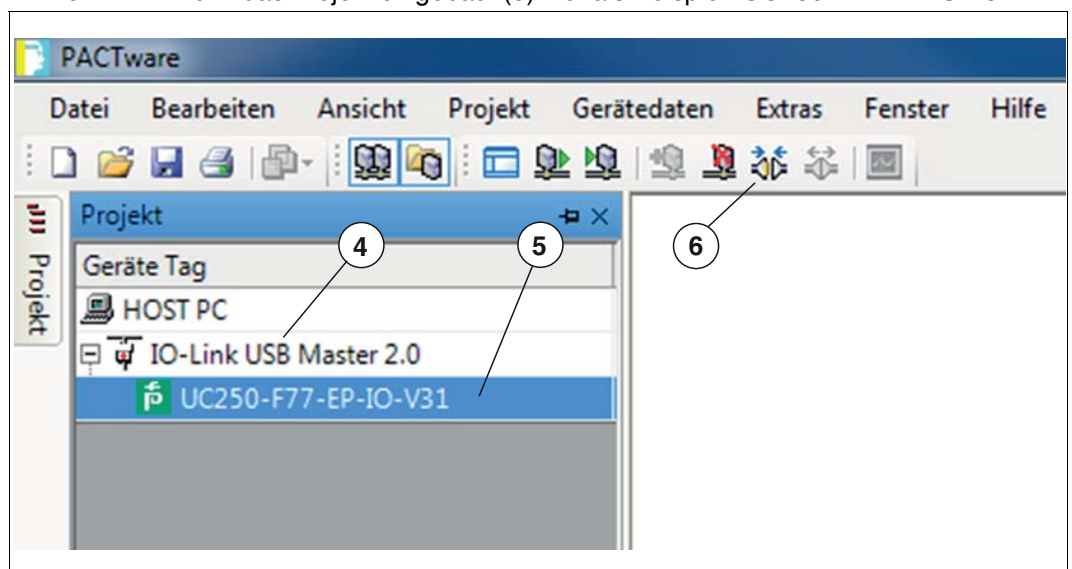 PACTware
Datei Bearbeiten Ansicht Projekt Gerätedaten Extras Fenster Hilfe
Projekt
Projekt
4
5
6
Geräte Tag
HOST PC
IO-Link USB Master 2.0
UC250-F77-EP-IO-V31